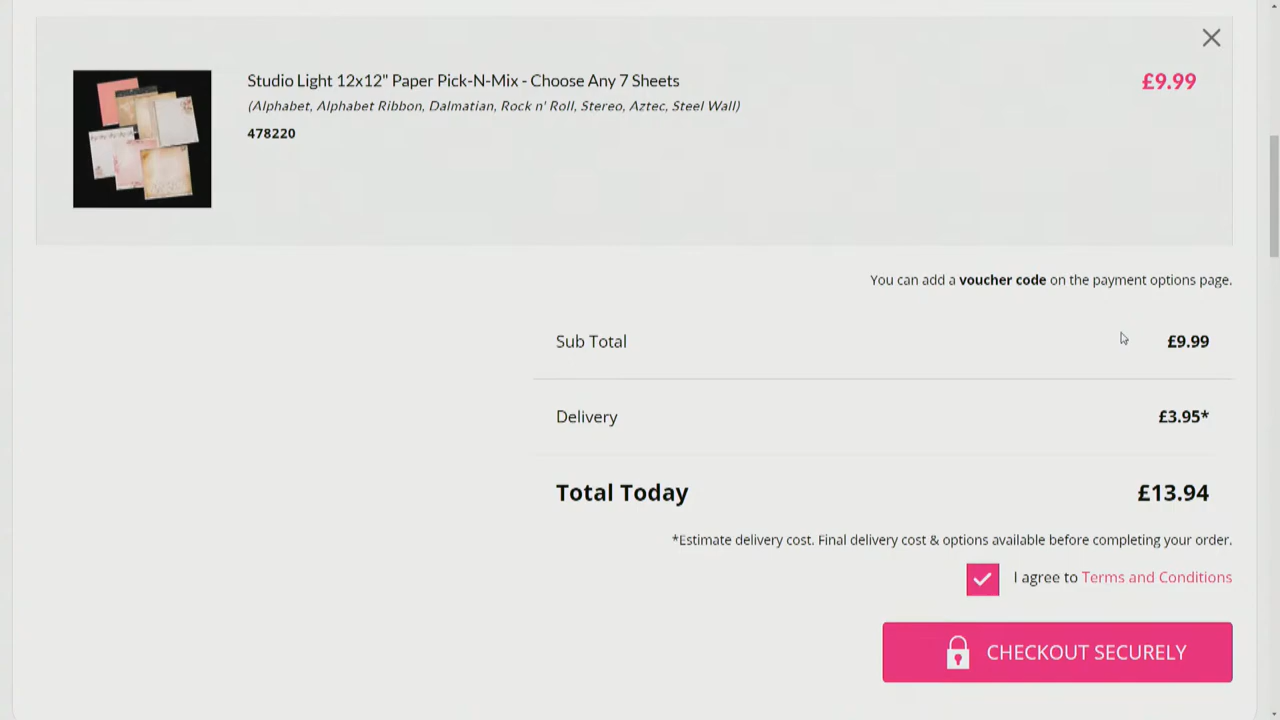 Studio Light 12x12" Paper Pick-N-Mix - Choose Any 7 Sheets
£9.99
(Alphabet, Alphabet Ribbon, Dalmatian, Rock n' Roll, Stereo, Aztec, Steel Wall)
478220
You can add a voucher code on the payment options page.
Sub Total £9.99
Delivery £3.95*
Total Today £13.94
*Estimate delivery cost. Final delivery cost & options available before completing your order.
I agree to Terms and Conditions
CHECKOUT SECURELY